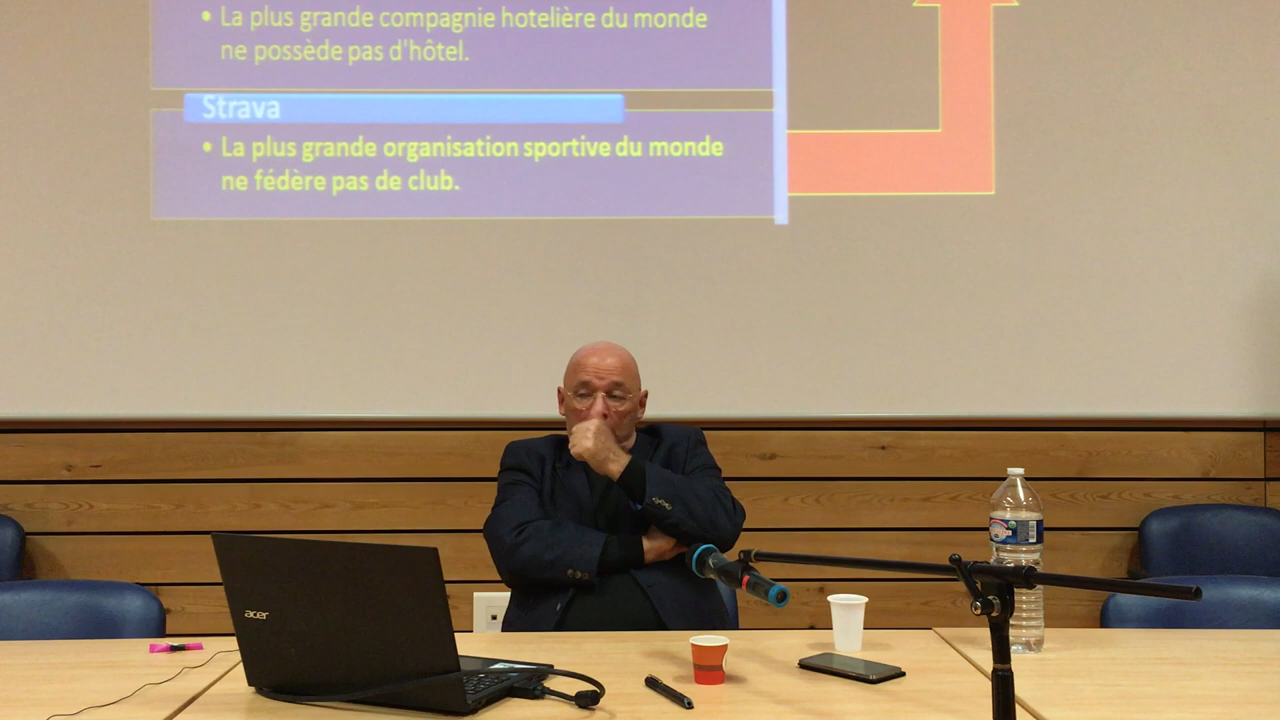 • La plus grande compagnie hotelière du monde
ne possède pas d'hôtel.
Strava
• La plus grande organisation sportive du monde
ne fédère pas de club.
acer